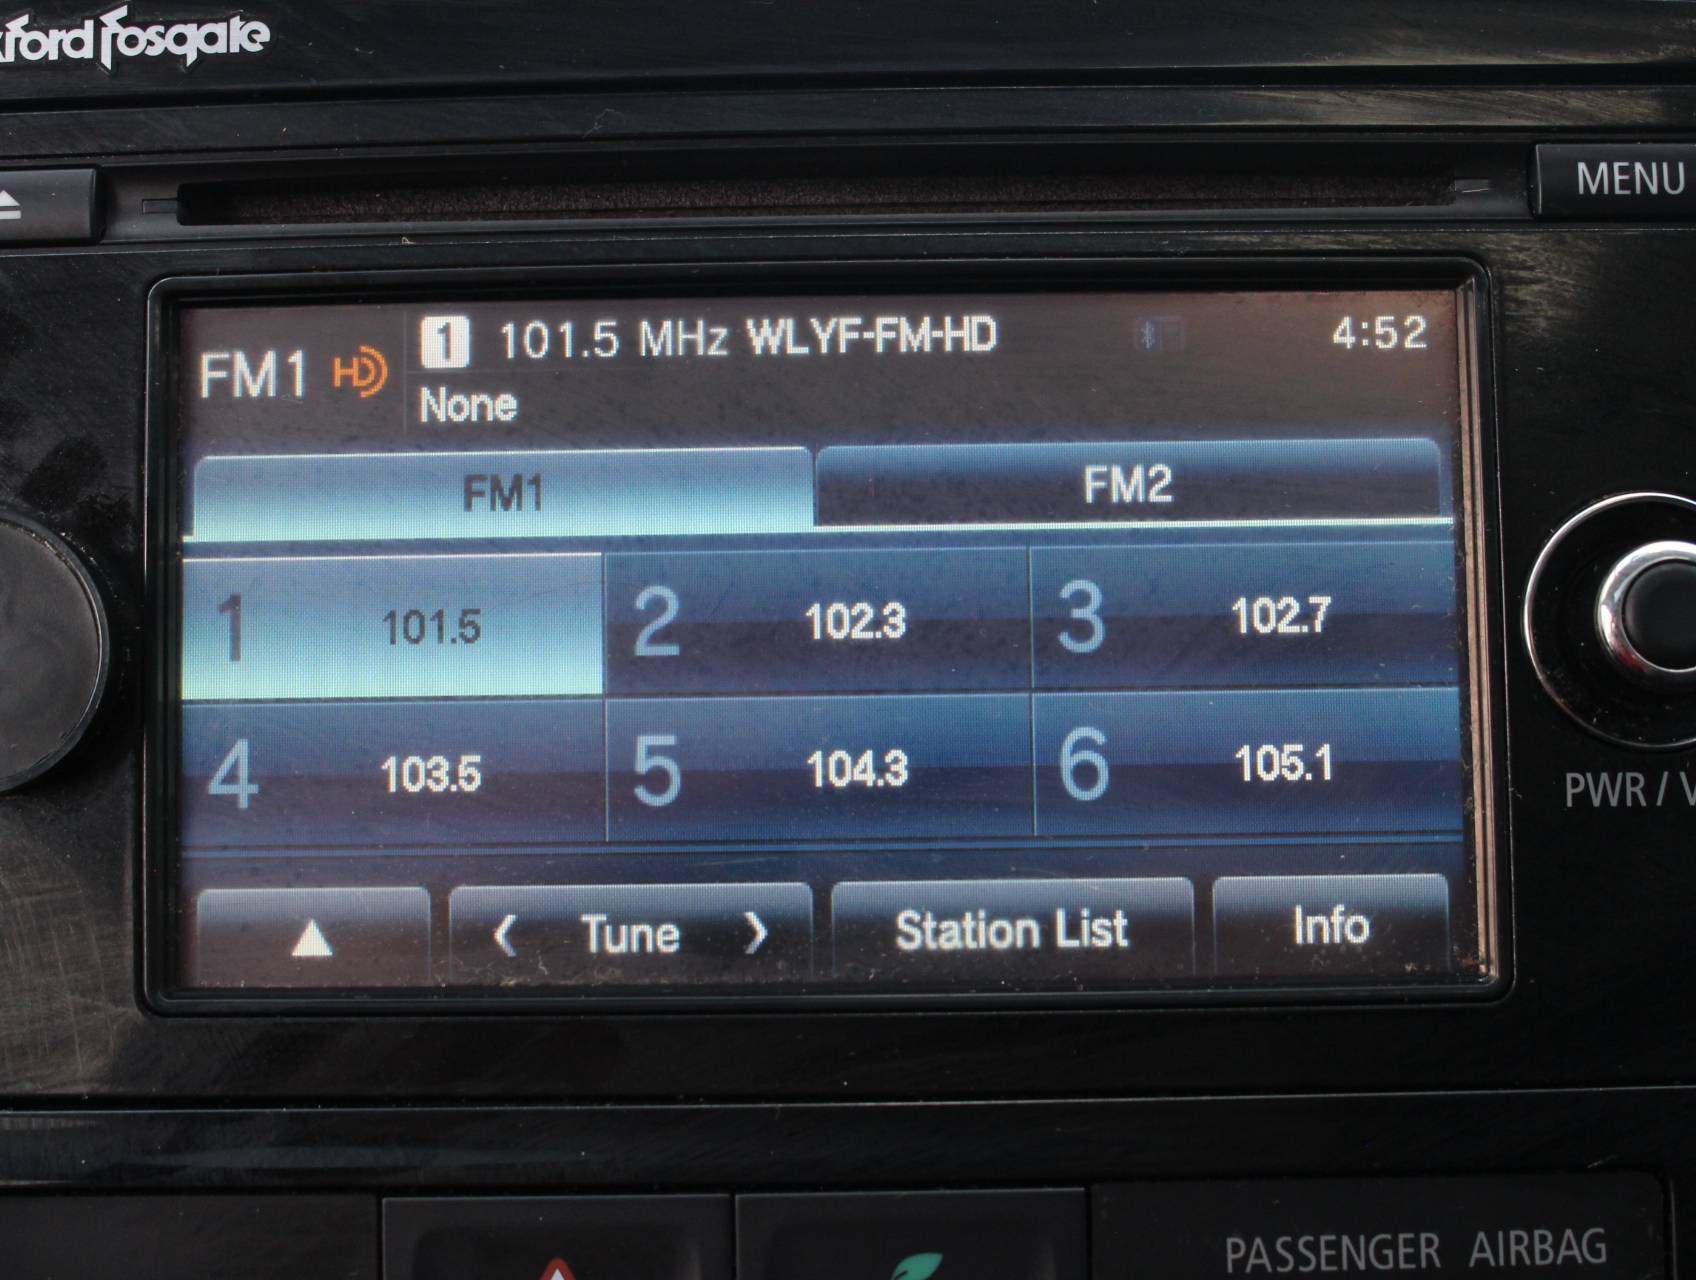 ford fosgate
MENU
FM1 HD
1 101.5 MHz WLYF-FM-HD 4:52
None
FM1 FM2
1 101.5 2 102.3 3 102.7
4 103.5 5 104.3 6 105.1
PWR /
Tune Station List Info
PASSENGER AIRBAG